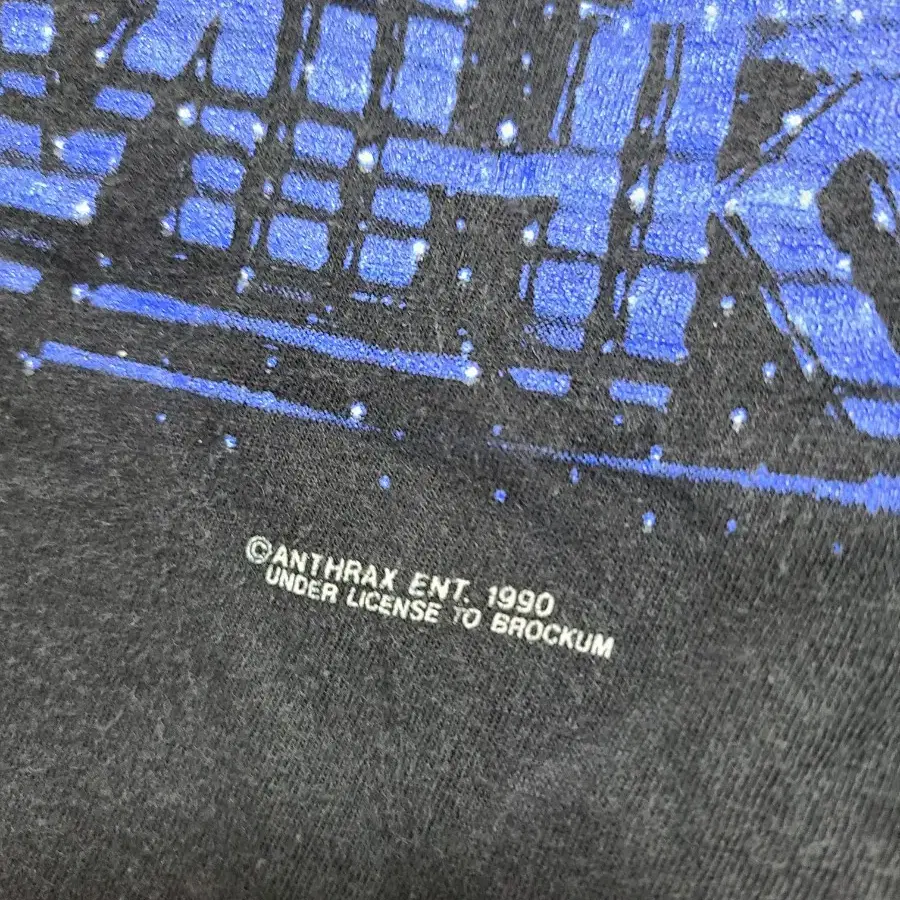 ©ANTHRAX ENT. 1990
UNDER LICENSE TO BROCKUM